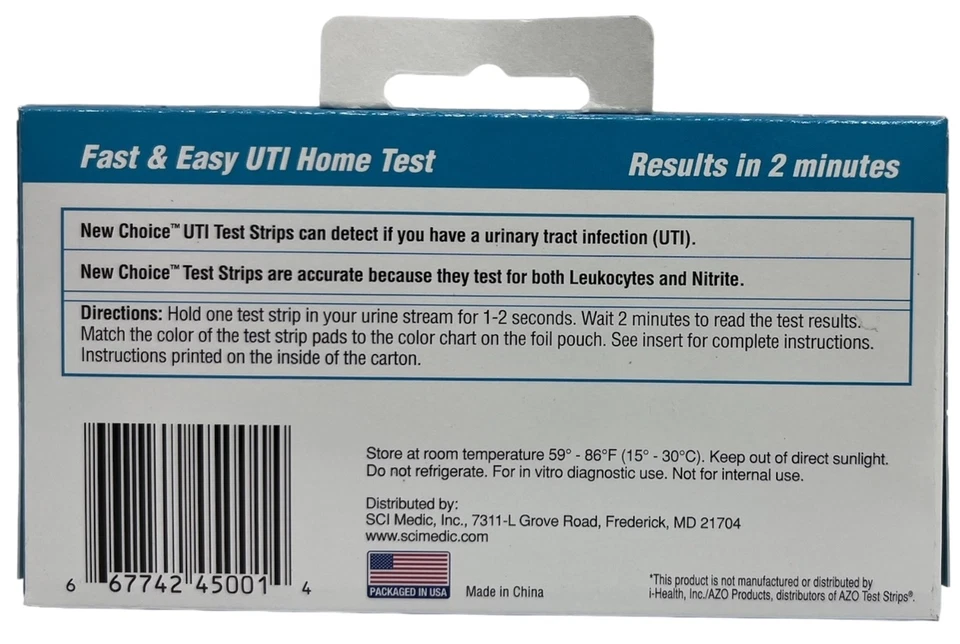 Fast & Easy UTI Home Test
Results in 2 minutes
New Choice™ UTI Test Strips can detect if you have a urinary tract infection (UTI).
New Choice™ Test Strips are accurate because they test for both Leukocytes and Nitrite.
Directions: Hold one test strip in your urine stream for 1-2 seconds. Wait 2 minutes to read the test results.
Match the color of the test strip pads to the color chart on the foil pouch. See insert for complete instructions.
Instructions printed on the inside of the carton.
Store at room temperature 59° - 86°F (15° - 30°C). Keep out of direct sunlight.
Do not refrigerate. For in vitro diagnostic use. Not for internal use.
Distributed by:
SCI Medic, Inc., 7311-L Grove Road, Frederick, MD 21704
www.scimedic.com
PACKAGED IN USA
Made in China
6 67742 45001 4
*This product is not manufactured or distributed by
i-Health, Inc./AZO Products, distributors of AZO Test Strips®.